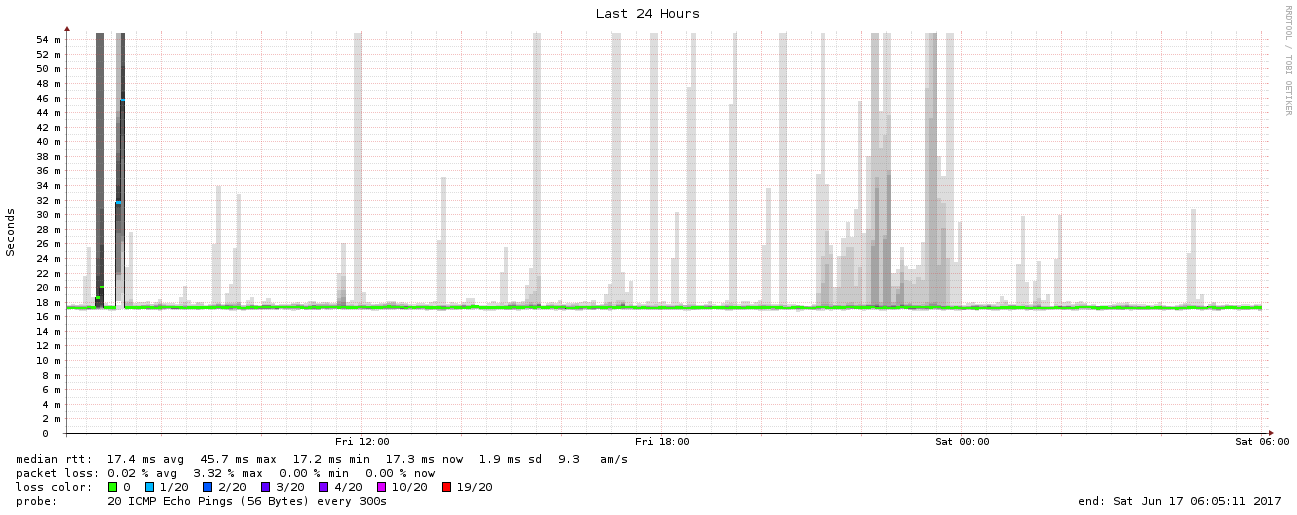 Last 24 Hours
RRDTOOL / TOBI OETIKER
Seconds
54 m
52 m
50 m
48 m
46 m
44 m
42 m
40 m
38 m
36 m
34 m
32 m
30 m
28 m
26 m
24 m
22 m
20 m
18 m
16 m
14 m
12 m
10 m
8 m
6 m
4 m
2 m
0
Fri 12:00 Fri 18:00 Sat 00:00 Sat 06:00
median rtt: 17.4 ms avg 45.7 ms max 17.2 ms min 17.3 ms now 1.9 ms sd 9.3 am/s
packet loss: 0.02 % avg 3.32 % max 0.00 % min 0.00 % now
loss color: 0 1/20 2/20 3/20 4/20 10/20 19/20
probe: 20 ICMP Echo Pings (56 Bytes) every 300s end: Sat Jun 17 06:05:11 2017